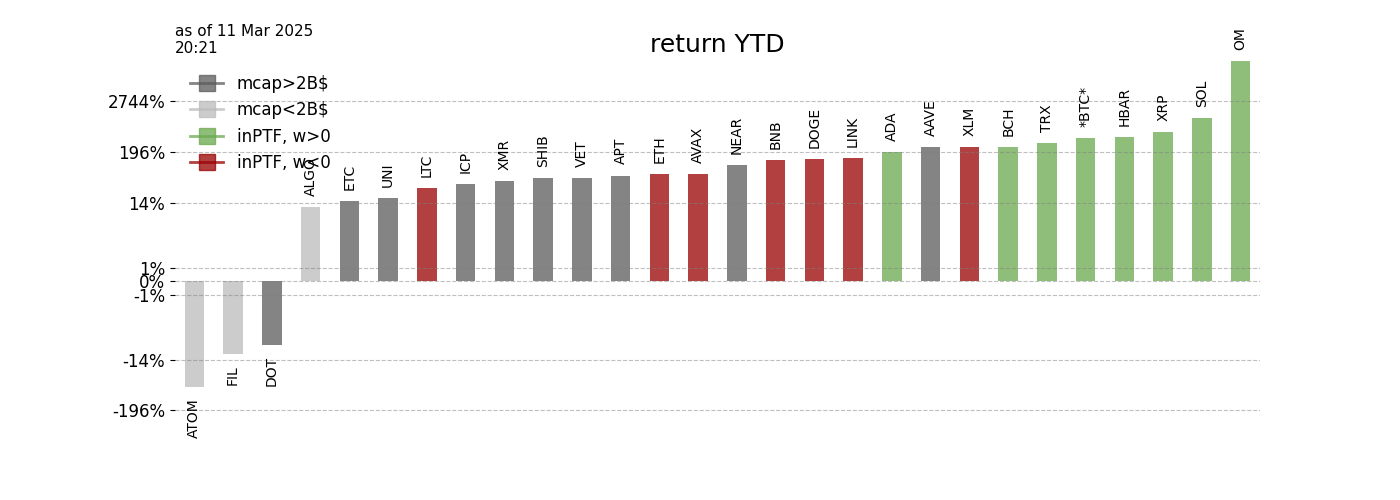 as of 11 Mar 2025
20:21
return YTD
mcap>2B$
mcap<2B$
inPTF, w>0
inPTF, w<0
2744%
196%
14%
1%
0%
-1%
-14%
-196%
ATOM
FIL
DOT
ALGO
ETC
UNI
LTC
ICP
XMR
SHIB
VET
APT
ETH
AVAX
NEAR
BNB
DOGE
LINK
ADA
AAVE
XLM
BCH
TRX
*BTC*
HBAR
XRP
SOL
OM